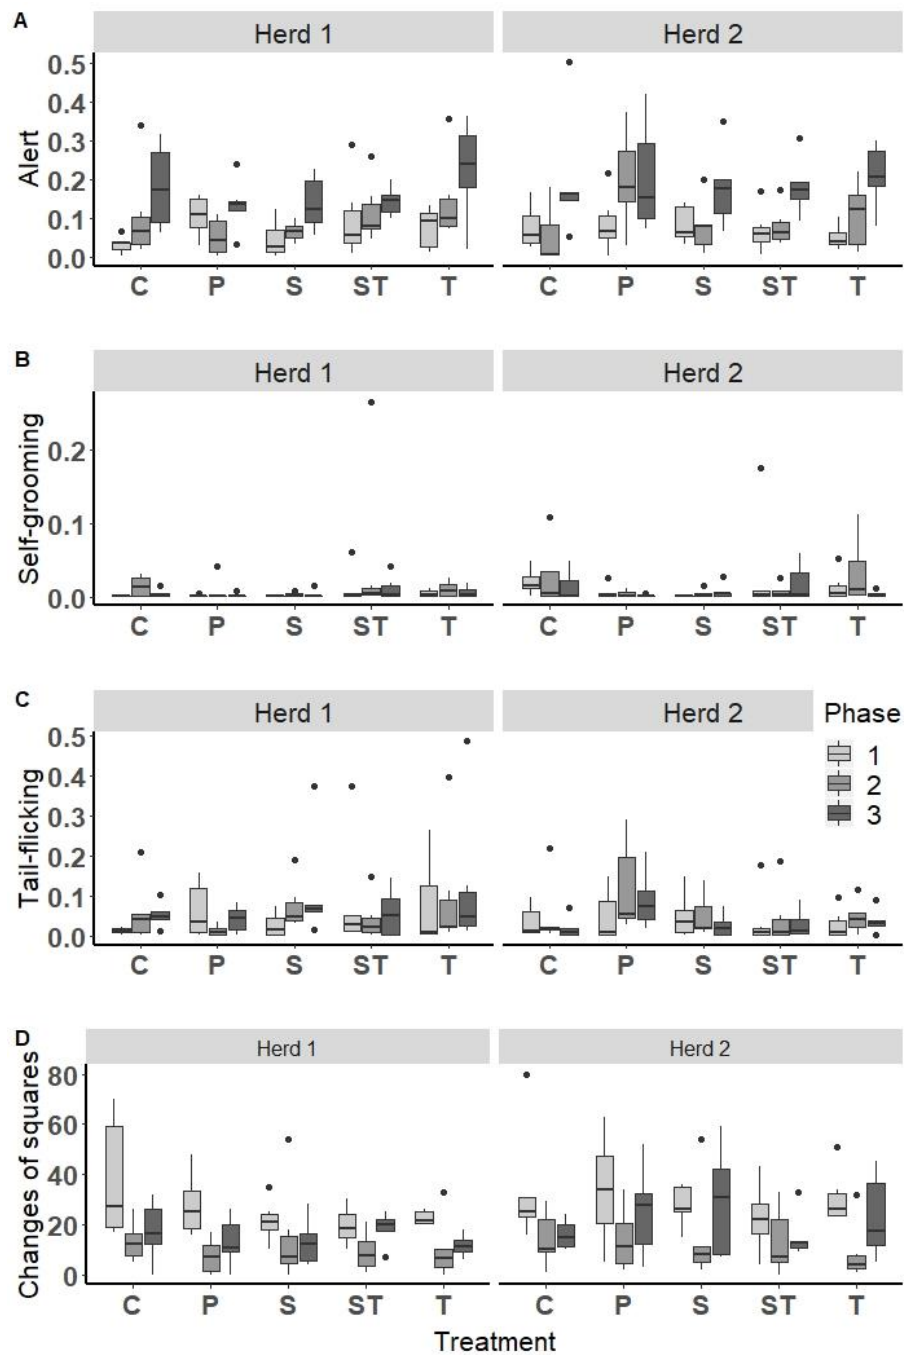 A
Herd 1 Herd 2
Alert
0.5
0.4
0.3
0.2
0.1
0.0
C P S ST T C P S ST T
B
Herd 1 Herd 2
Self-grooming
0.2
0.1
0.0
C P S ST T C P S ST T
C
Herd 1 Herd 2 Phase
1
2
3
Tail-flicking
0.5
0.4
0.3
0.2
0.1
0.0
C P S ST T C P S ST T
D
Herd 1 Herd 2
Changes of squares
80
60
40
20
0
C P S ST T C P S ST T
Treatment